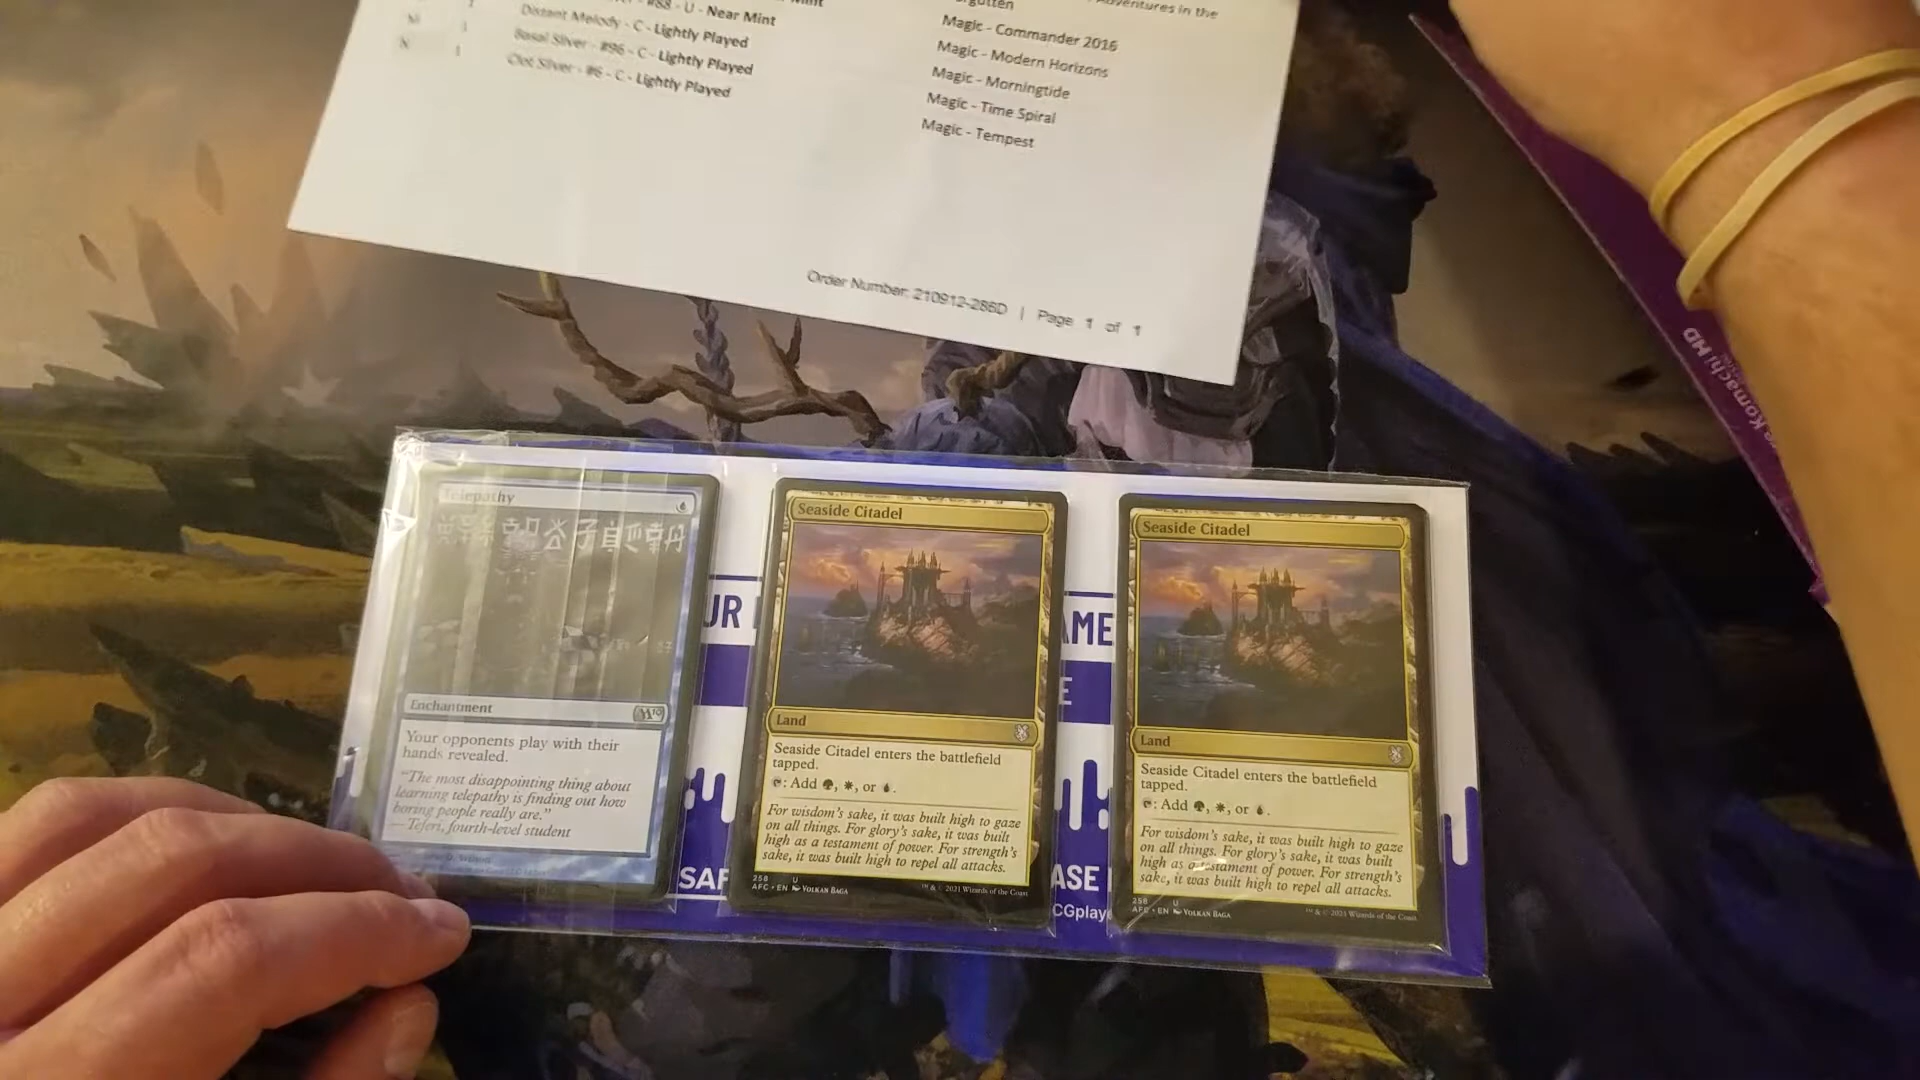 Adventures in the
#88 - U - Near Mint
Magic - Commander 2016
1 Distant Melody - C - Lightly Played
Magic - Modern Horizons
1 Basal Sliver - #96 - C - Lightly Played
Magic - Morningtide
1 Clot Sliver - #6 - C - Lightly Played
Magic - Time Spiral
Magic - Tempest
Order Number: 210912-286D | Page 1 of 1
Komachi HD
Telepathy
Enchantment
Your opponents play with their
hands revealed.
"The most disappointing thing about
learning telepathy is finding out how
boring people really are."
— Teferi, fourth-level student
Seaside Citadel
Land
Seaside Citadel enters the battlefield
tapped.
: Add , , or .
For wisdom's sake, it was built high to gaze
on all things. For glory's sake, it was built
high as a testament of power. For strength's
sake, it was built high to repel all attacks.
258 U
AFC • EN VOLKAN BAGA ™ & © 2021 Wizards of the Coast
Seaside Citadel
Land
Seaside Citadel enters the battlefield
tapped.
: Add , , or .
For wisdom's sake, it was built high to gaze
on all things. For glory's sake, it was built
high as a testament of power. For strength's
sake, it was built high to repel all attacks.
258 U
AFC • EN VOLKAN BAGA ™ & © 2021 Wizards of the Coast